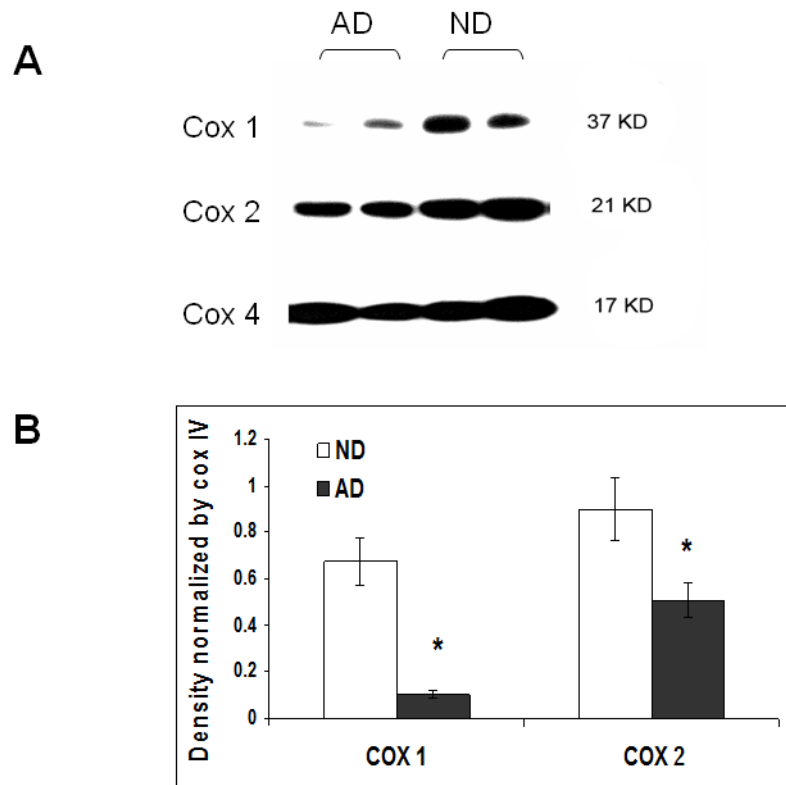 A
AD ND
Cox 1 37 KD
Cox 2 21 KD
Cox 4 17 KD
B
Density normalized by cox IV
1.2
1
0.8
0.6
0.4
0.2
0
ND
AD
*
*
COX 1 COX 2